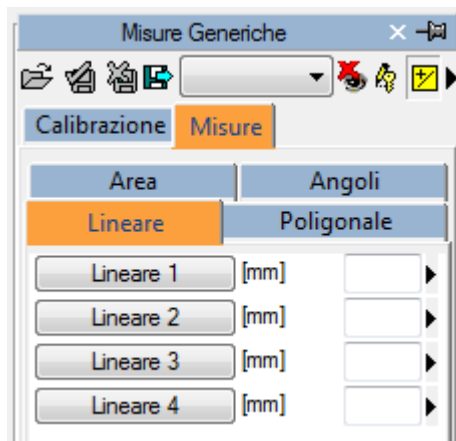 Misure Generiche
Calibrazione Misure
Area Angoli
Lineare Poligonale
Lineare 1 [mm]
Lineare 2 [mm]
Lineare 3 [mm]
Lineare 4 [mm]